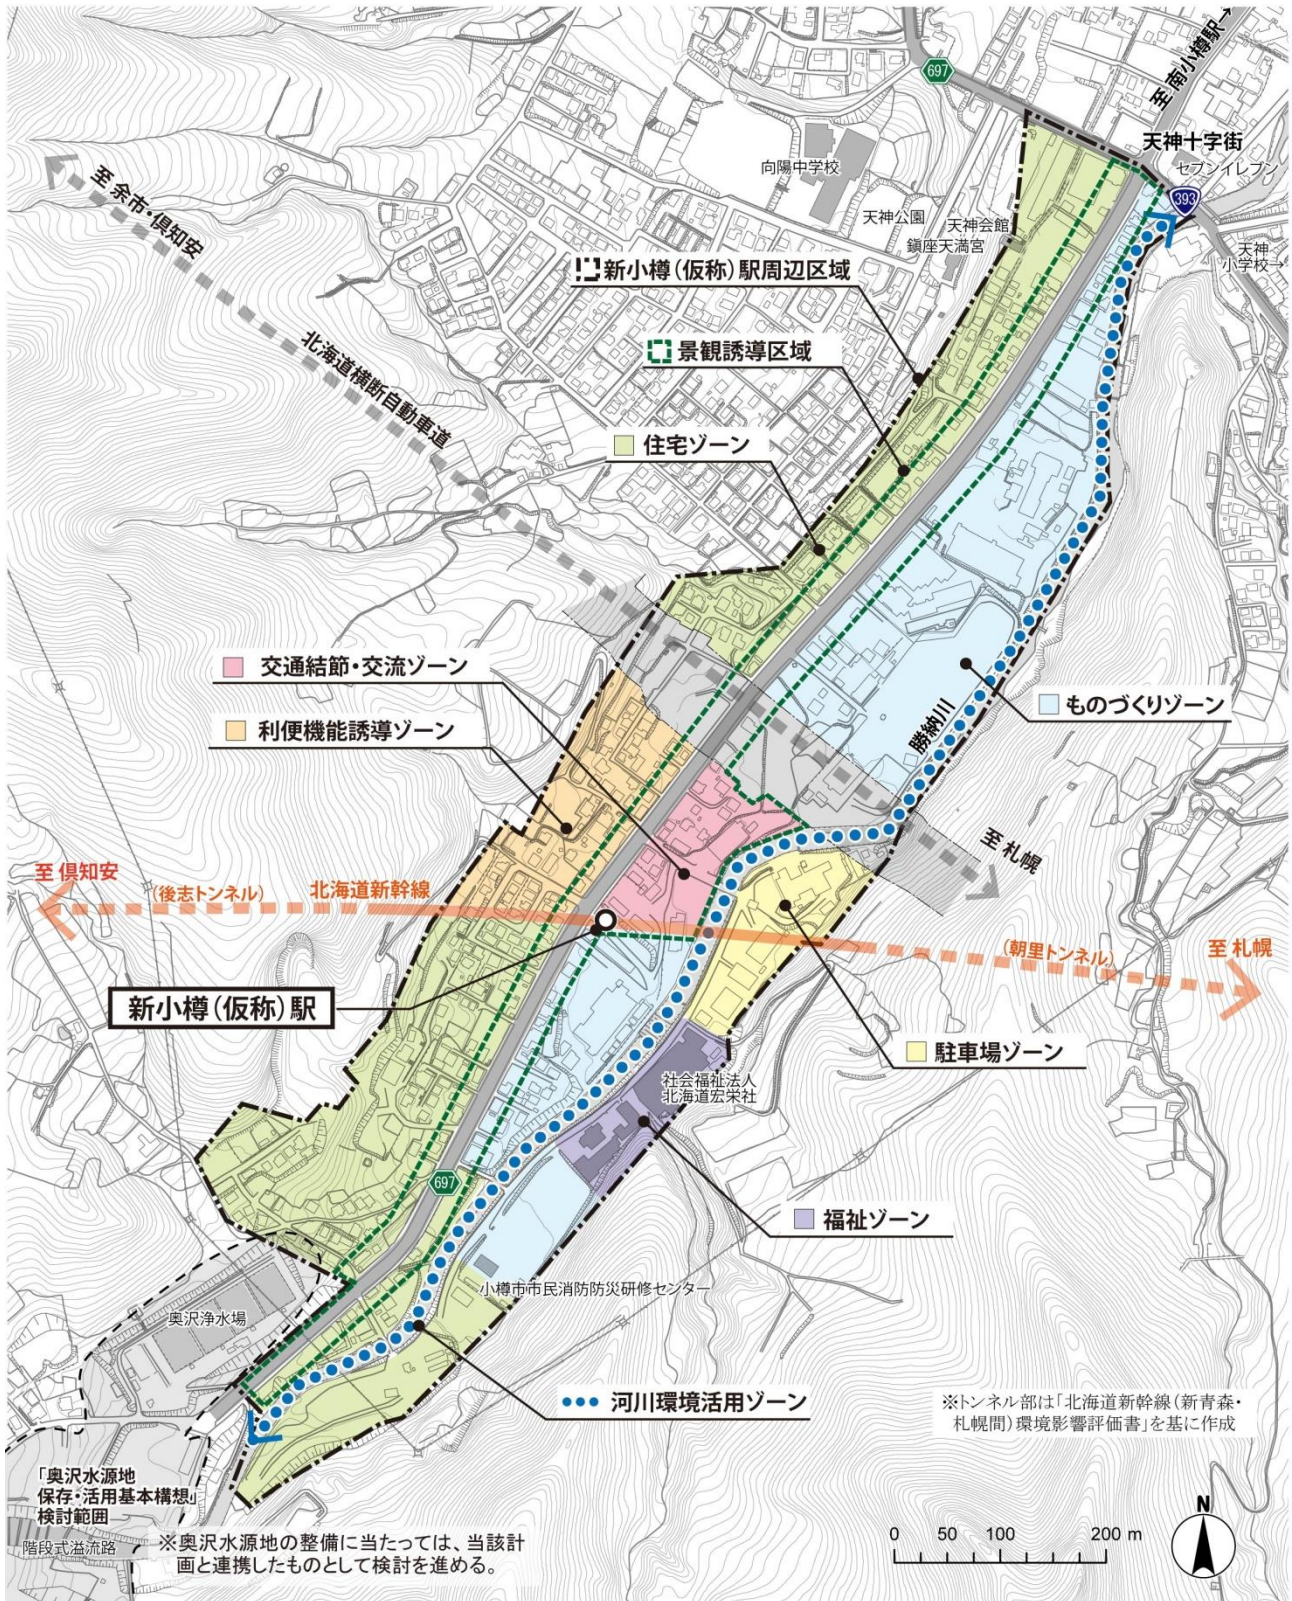 697
至 南小樽駅→
天神十字街
セブンイレブン
向陽中学校
393
至 余市・倶知安
天神公園
天神会館
鎭座天満宮
天神
小学校→
新小樽（仮称）駅周辺区域
景観誘導区域
北海道横断自動車道
住宅ゾーン
交通結節・交流ゾーン
ものづくりゾーン
利便機能誘導ゾーン
勝納川
至 札幌
至 倶知安
（後志トンネル）
北海道新幹線
（朝里トンネル）
至 札幌
新小樽（仮称）駅
駐車場ゾーン
社会福祉法人
北海道宏栄社
697
福祉ゾーン
小樽市市民消防防災研修センター
奥沢浄水場
河川環境活用ゾーン
※トンネル部は「北海道新幹線（新青森・
札幌間）環境影響評価書」を基に作成
「奥沢水源地
保存・活用基本構想」
検討範囲
階段式溢流路
※奥沢水源地の整備に当たっては、当該計
画と連携したものとして検討を進める。
0 50 100 200 m
N